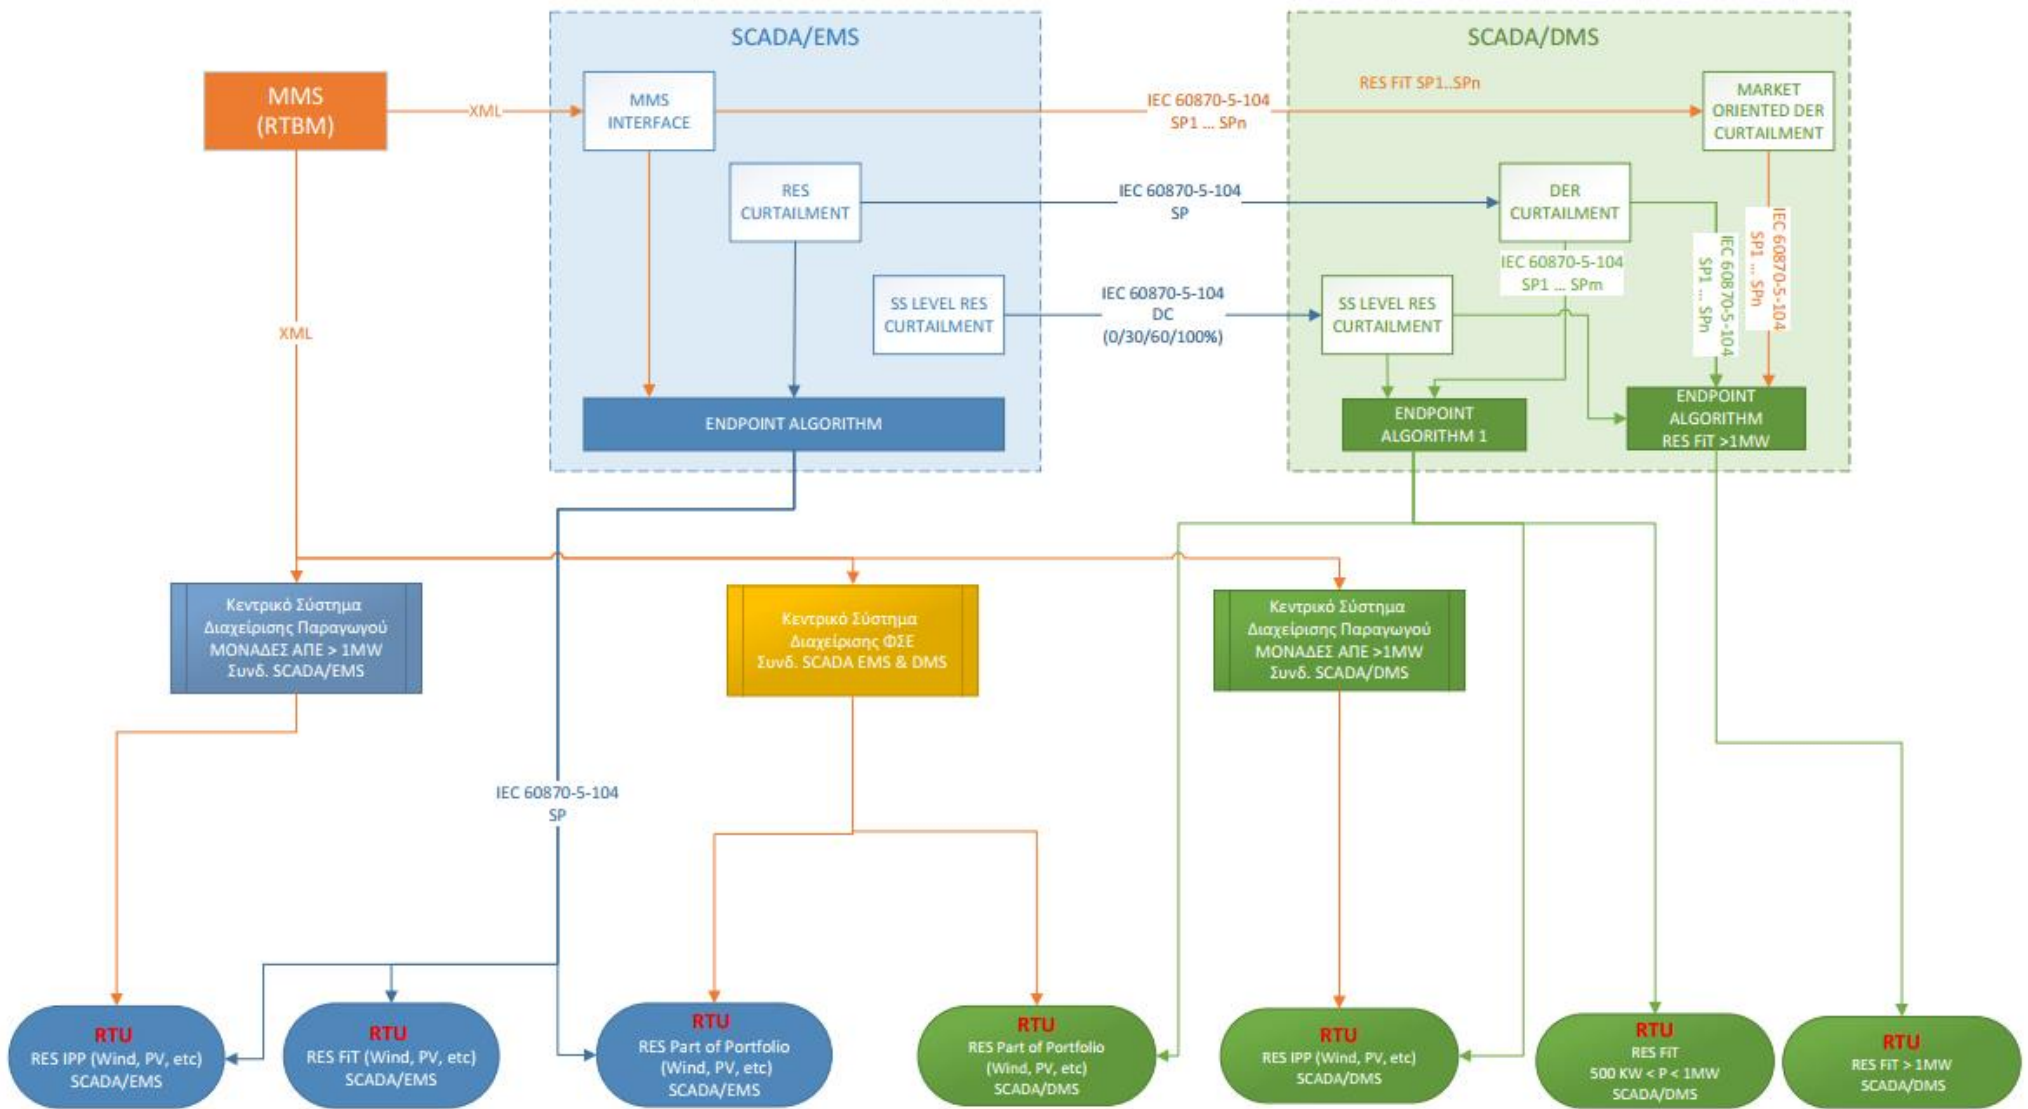 SCADA/EMS
SCADA/DMS
MMS
(RTBM)
XML
MMS
INTERFACE
IEC 60870-5-104
SP1 ... SPn
RES FiT SP1..SPn
MARKET
ORIENTED DER
CURTAILMENT
RES
CURTAILMENT
IEC 60870-5-104
SP
DER
CURTAILMENT
IEC 60870-5-104
SP1 ... SPn
IEC 60870-5-104
SP1 ... SPn
IEC 60870-5-104
SP1 ... SPm
SS LEVEL RES
CURTAILMENT
IEC 60870-5-104
DC
(0/30/60/100%)
SS LEVEL RES
CURTAILMENT
XML
ENDPOINT ALGORITHM
ENDPOINT
ALGORITHM 1
ENDPOINT
ALGORITHM
RES FiT >1MW
Κεντρικό Σύστημα
Διαχείρισης Παραγωγού
ΜΟΝΑΔΕΣ ΑΠΕ > 1MW
Συνδ. SCADA/EMS
Κεντρικό Σύστημα
Διαχείρισης ΦΣΕ
Συνδ. SCADA EMS & DMS
Κεντρικό Σύστημα
Διαχείρισης Παραγωγού
ΜΟΝΑΔΕΣ ΑΠΕ >1MW
Συνδ. SCADA/DMS
IEC 60870-5-104
SP
RTU
RES IPP (Wind, PV, etc)
SCADA/EMS
RTU
RES FiT (Wind, PV, etc)
SCADA/EMS
RTU
RES Part of Portfolio
(Wind, PV, etc)
SCADA/EMS
RTU
RES Part of Portfolio
(Wind, PV, etc)
SCADA/DMS
RTU
RES IPP (Wind, PV, etc)
SCADA/DMS
RTU
RES FiT
500 KW < P < 1MW
SCADA/DMS
RTU
RES FiT > 1MW
SCADA/DMS